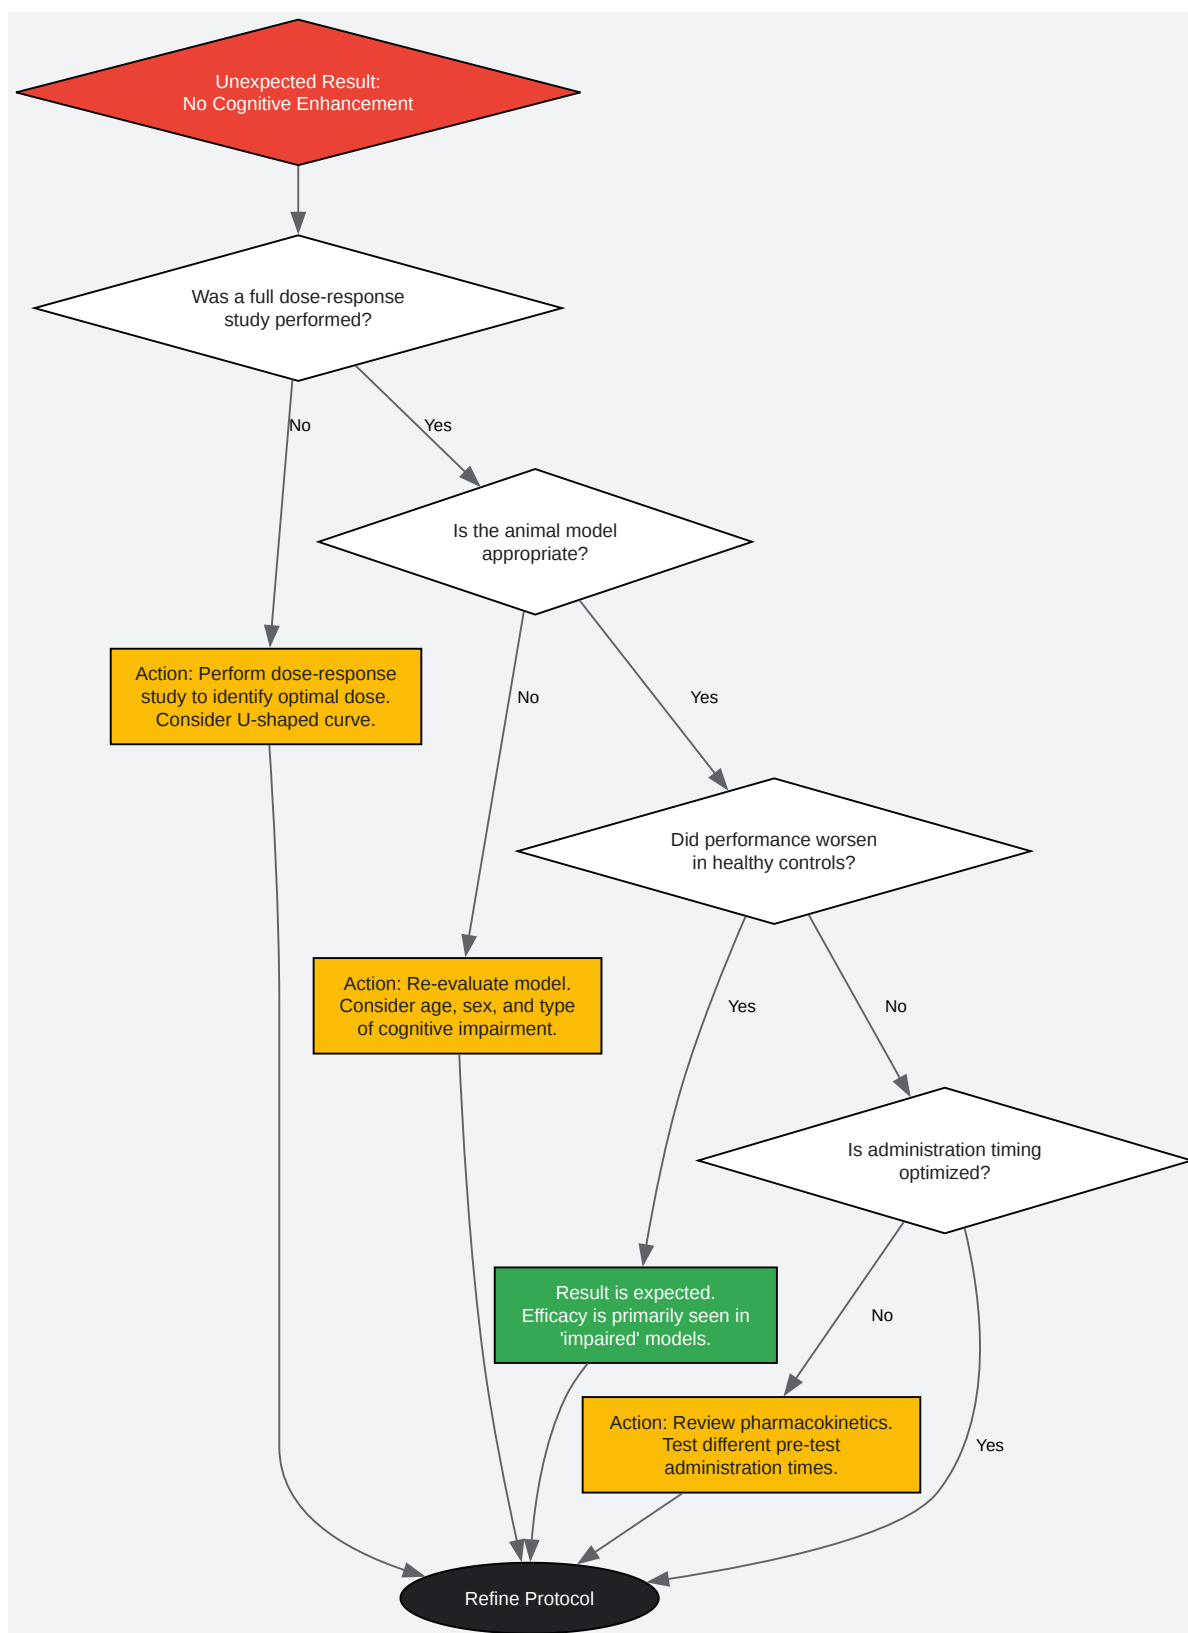 Unexpected Result:
No Cognitive Enhancement
Was a full dose-response
study performed?
No
Yes
Is the animal model
appropriate?
Action: Perform dose-response
study to identify optimal dose.
Consider U-shaped curve.
No
Yes
Did performance worsen
in healthy controls?
Action: Re-evaluate model.
Consider age, sex, and type
of cognitive impairment.
Yes
No
Is administration timing
optimized?
Result is expected.
Efficacy is primarily seen in
'impaired' models.
No
Action: Review pharmacokinetics.
Test different pre-test
administration times.
Yes
Refine Protocol